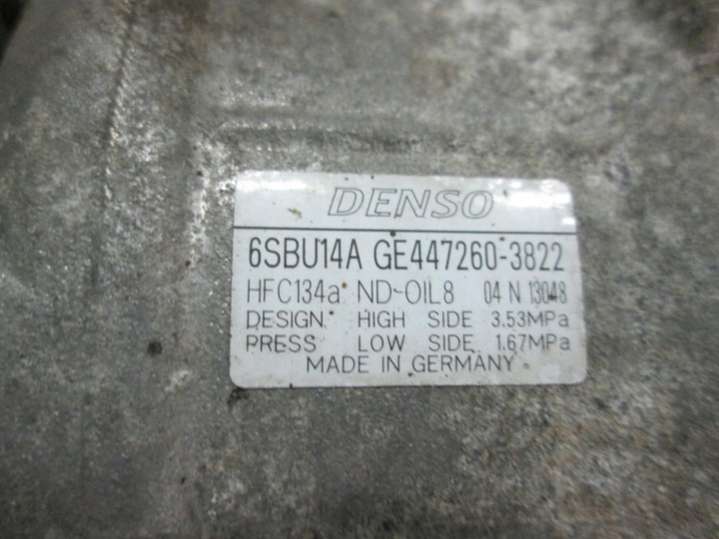 DENSO
6SBU14A GE447260-3822
HFC134a ND-OIL8 04 N 13048
DESIGN HIGH SIDE 3.53MPa
PRESS LOW SIDE 1.67MPa
MADE IN GERMANY